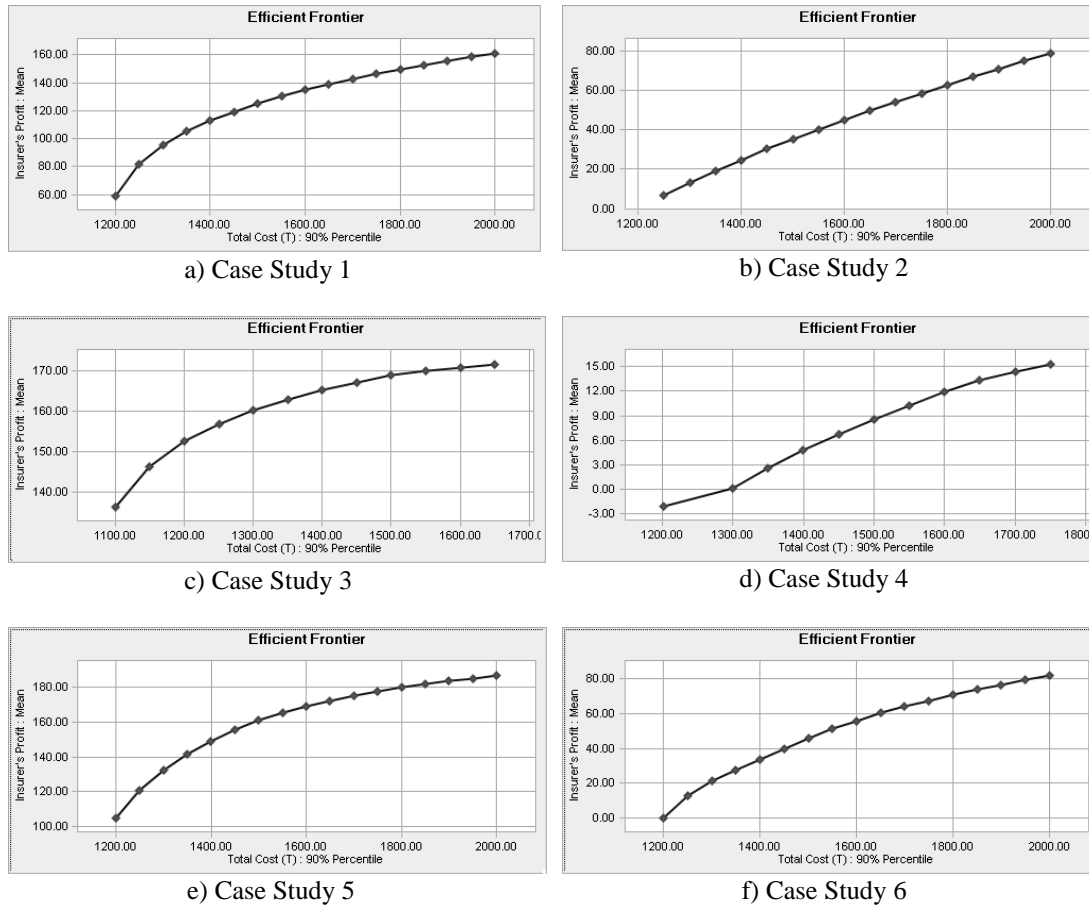 Efficient Frontier
Insurer's Profit : Mean
160.00
140.00
120.00
100.00
80.00
60.00
1200.00 1400.00 1600.00 1800.00 2000.00
Total Cost (T) : 90% Percentile
a) Case Study 1
Efficient Frontier
Insurer's Profit : Mean
80.00
60.00
40.00
20.00
0.00
1200.00 1400.00 1600.00 1800.00 2000.00
Total Cost (T) : 90% Percentile
b) Case Study 2
Efficient Frontier
Insurer's Profit : Mean
170.00
160.00
150.00
140.00
1100.00 1200.00 1300.00 1400.00 1500.00 1600.00 1700.0
Total Cost (T) : 90% Percentile
c) Case Study 3
Efficient Frontier
Insurer's Profit : Mean
15.00
12.00
9.00
6.00
3.00
0.00
-3.00
1200.00 1300.00 1400.00 1500.00 1600.00 1700.00 1800
Total Cost (T) : 90% Percentile
d) Case Study 4
Efficient Frontier
Insurer's Profit : Mean
180.00
160.00
140.00
120.00
100.00
1200.00 1400.00 1600.00 1800.00 2000.00
Total Cost (T) : 90% Percentile
e) Case Study 5
Efficient Frontier
Insurer's Profit : Mean
80.00
60.00
40.00
20.00
0.00
1200.00 1400.00 1600.00 1800.00 2000.00
Total Cost (T) : 90% Percentile
f) Case Study 6